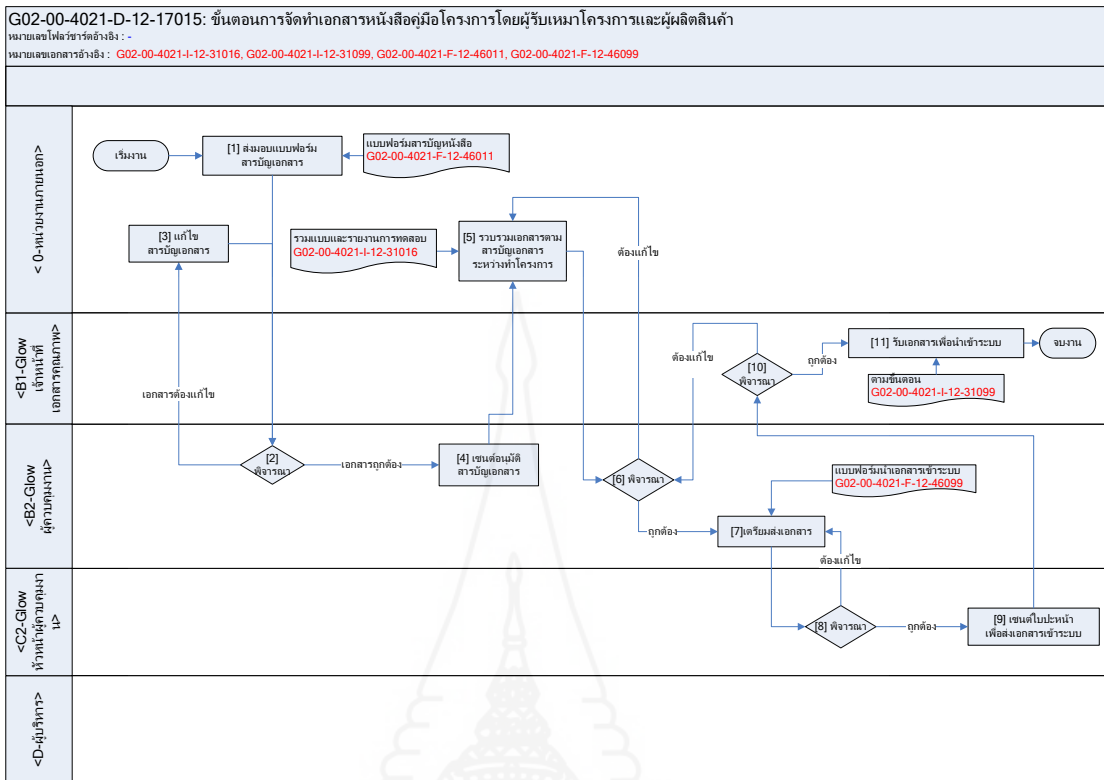 G02-00-4021-D-12-17015: ขั้นตอนการจัดทำเอกสารหนังสือคู่มือโครงการโดยผู้รับเหมาโครงการและผู้ผลิตสินค้า
หมายเลขโฟลว์ชาร์ตอ้างอิง : -
หมายเลขเอกสารอ้างอิง : G02-00-4021-I-12-31016, G02-00-4021-I-12-31099, G02-00-4021-F-12-46011, G02-00-4021-F-12-46099
< 0-หน่วยงานภายนอก>
เริ่มงาน
[1] ส่งมอบแบบฟอร์ม
สารบัญเอกสาร
แบบฟอร์มสารบัญหนังสือ
G02-00-4021-F-12-46011
[3] แก้ไข
สารบัญเอกสาร
รวมแบบและรายงานการทดสอบ
G02-00-4021-I-12-31016
[5] รวบรวมเอกสารตาม
สารบัญเอกสาร
ระหว่างทำโครงการ
ต้องแก้ไข
<B1-Glow
เจ้าหน้าที่
เอกสารคุณภาพ>
เอกสารต้องแก้ไข
ต้องแก้ไข
[10]
พิจารณา
ถูกต้อง
[11] รับเอกสารเพื่อนำเข้าระบบ
จบงาน
ตามขั้นตอน
G02-00-4021-I-12-31099
<B2-Glow
ผู้ควบคุมงาน>
[2]
พิจารณา
เอกสารถูกต้อง
[4] เซนต์อนุมัติ
สารบัญเอกสาร
[6] พิจารณา
ถูกต้อง
แบบฟอร์มนำเอกสารเข้าระบบ
G02-00-4021-F-12-46099
[7]เตรียมส่งเอกสาร
ต้องแก้ไข
<C2-Glow
หัวหน้าผู้ควบคุมงา
น>
[8] พิจารณา
ถูกต้อง
[9] เซนต์ใบปะหน้า
เพื่อส่งเอกสารเข้าระบบ
<D-ผู้บริหาร>